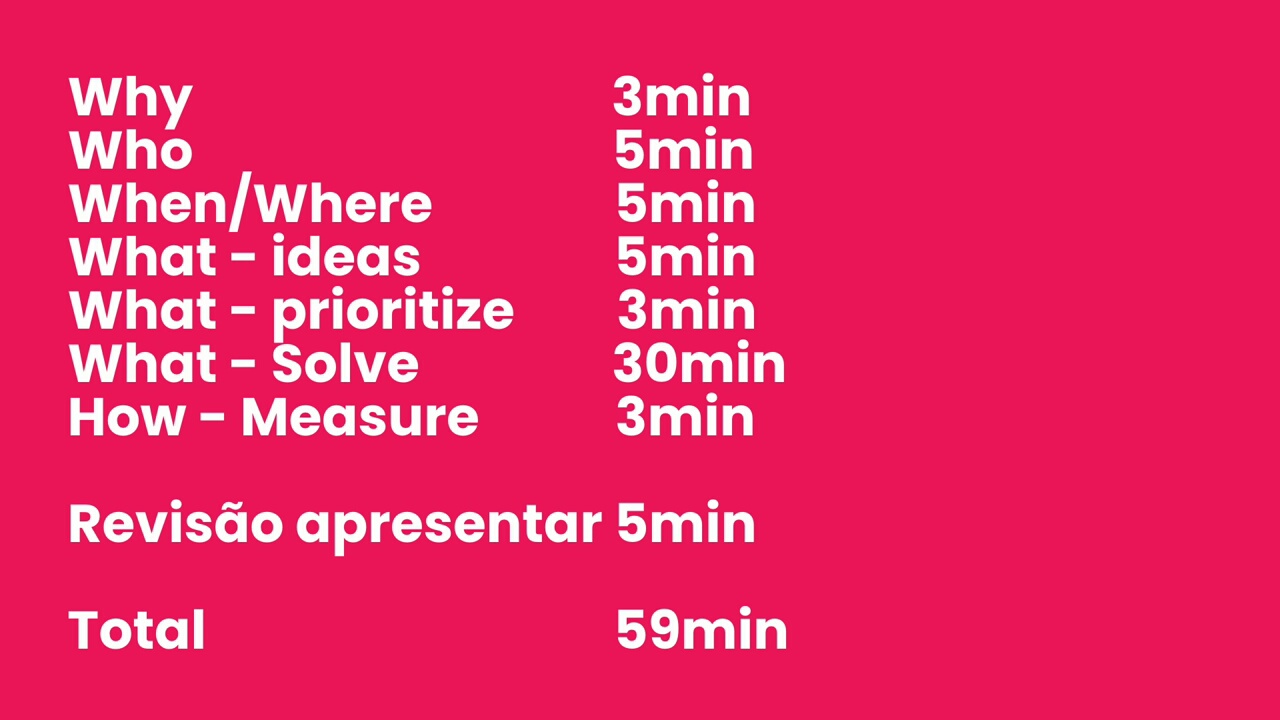 Why 3min
Who 5min
When/Where 5min
What - ideas 5min
What - prioritize 3min
What - Solve 30min
How - Measure 3min
Revisão apresentar 5min
Total 59min